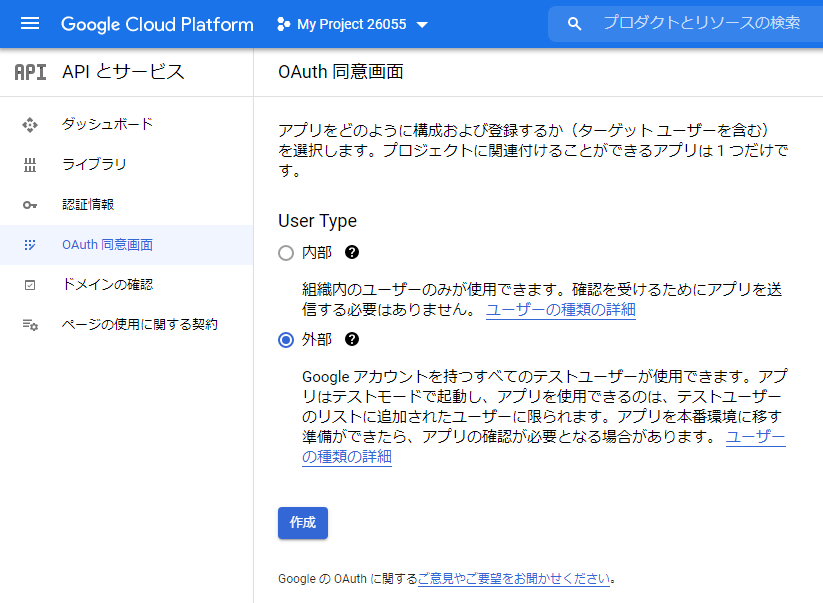 Google Cloud Platform
My Project 26055
プロダクトとリソースの検索
API
API とサービス
OAuth 同意画面
ダッシュボード
ライブラリ
認証情報
OAuth 同意画面
ドメインの確認
ページの使用に関する契約
アプリをどのように構成および登録するか（ターゲット ユーザーを含む）
を選択します。プロジェクトに関連付けることができるアプリは 1 つだけで
す。
User Type
内部
組織内のユーザーのみが使用できます。確認を受けるためにアプリを送
信する必要はありません。 ユーザーの種類の詳細
外部
Google アカウントを持つすべてのテストユーザーが使用できます。アプ
リはテストモードで起動し、アプリを使用できるのは、テストユーザー
のリストに追加されたユーザーに限られます。アプリを本番環境に移す
準備ができたら、アプリの確認が必要となる場合があります。 ユーザー
の種類の詳細
作成
Google の OAuth に関するご意見やご要望をお聞かせください。